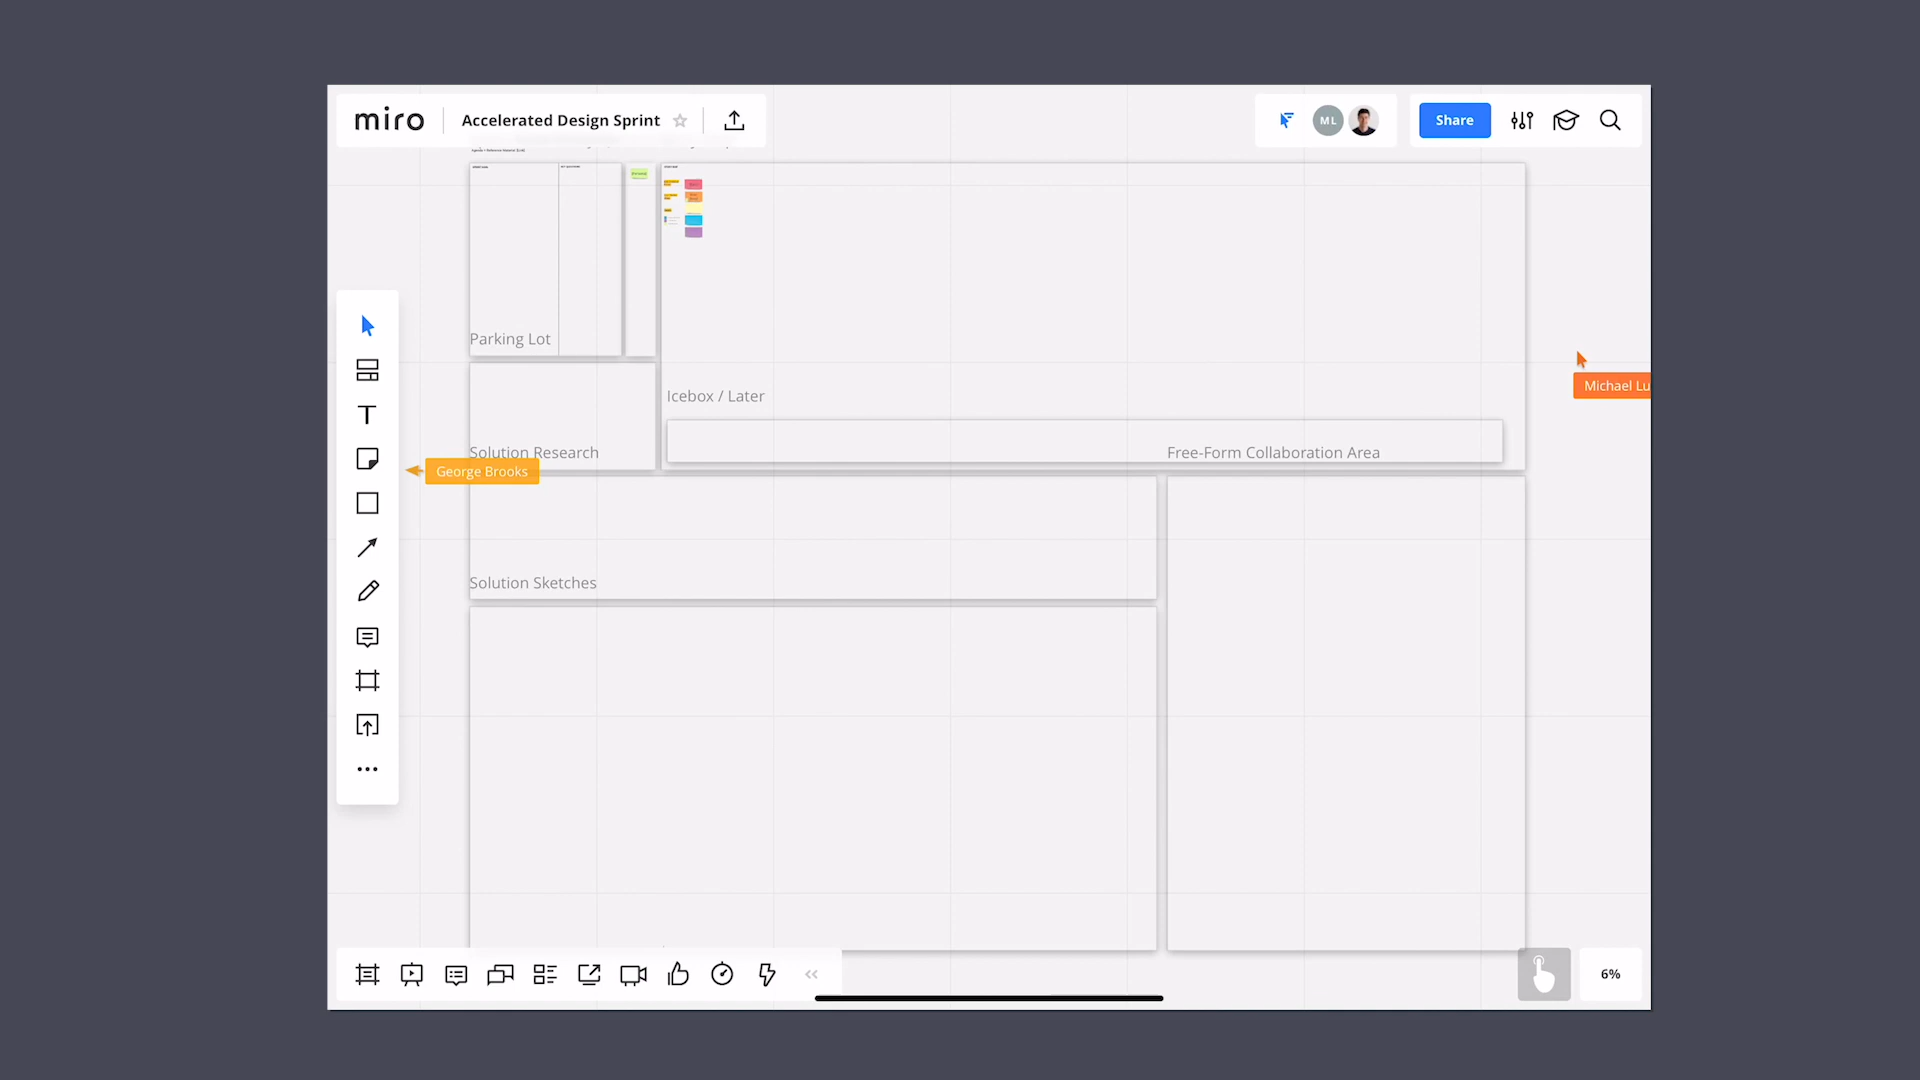 miro
Accelerated Design Sprint
ML
Share
Parking Lot
Icebox / Later
Michael Lu
Solution Research
Free-Form Collaboration Area
George Brooks
Solution Sketches
6%